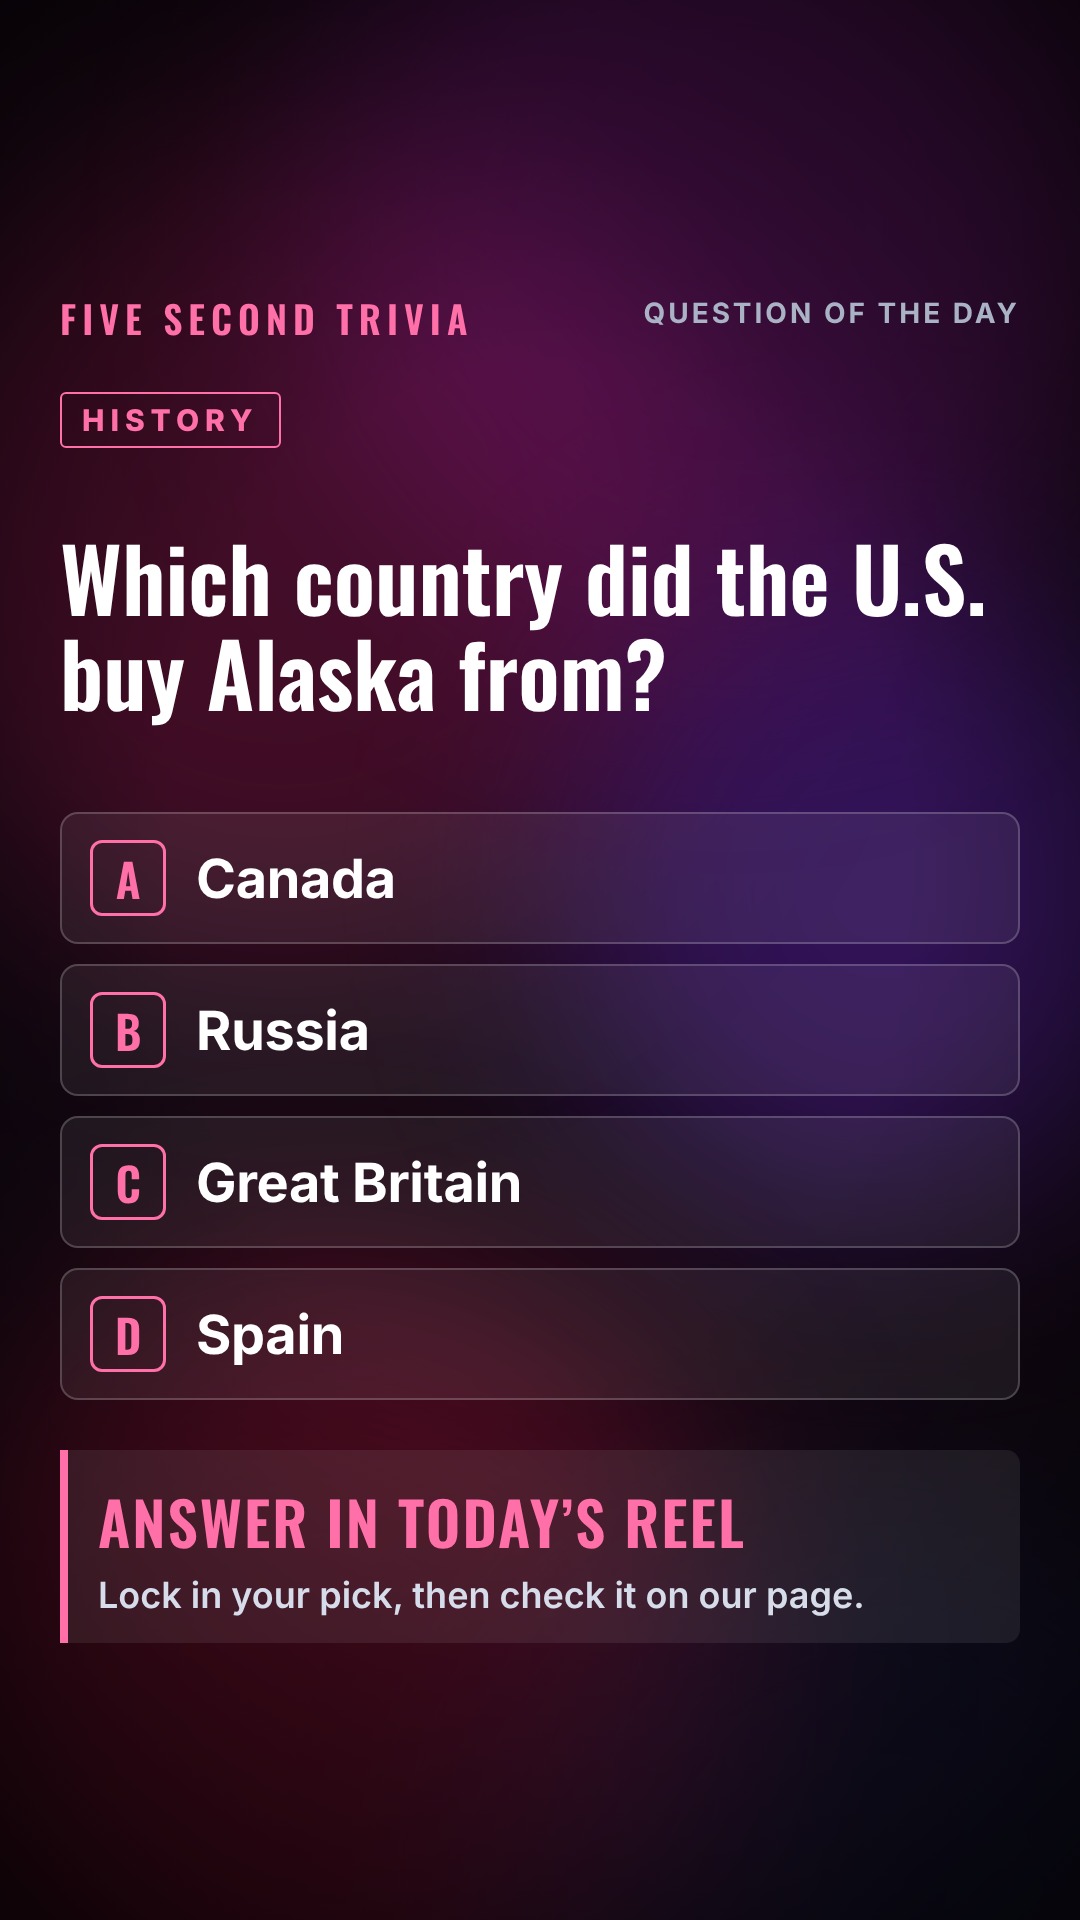 FIVE SECOND TRIVIA
QUESTION OF THE DAY
HISTORY
Which country did the U.S.
buy Alaska from?
A Canada
B Russia
C Great Britain
D Spain
ANSWER IN TODAY’S REEL
Lock in your pick, then check it on our page.